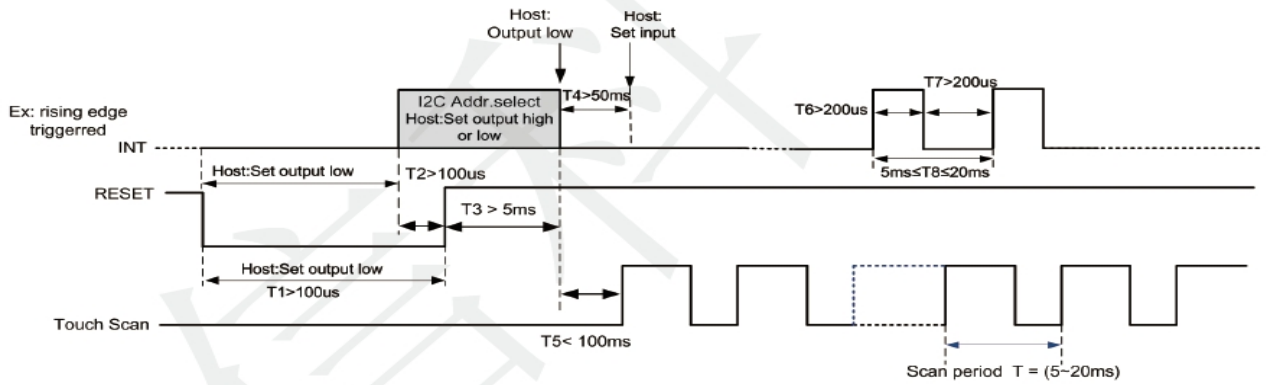 Host:
Output low
Host:
Set input
Ex: rising edge
triggerred
INT
I2C Addr.select
Host:Set output high
or low
T4>50ms
T6>200us
T7>200us
5ms≤T8≤20ms
Host:Set output low
T2>100us
RESET
T3 > 5ms
Host:Set output low
T1>100us
Touch Scan
T5< 100ms
Scan period T = (5~20ms)